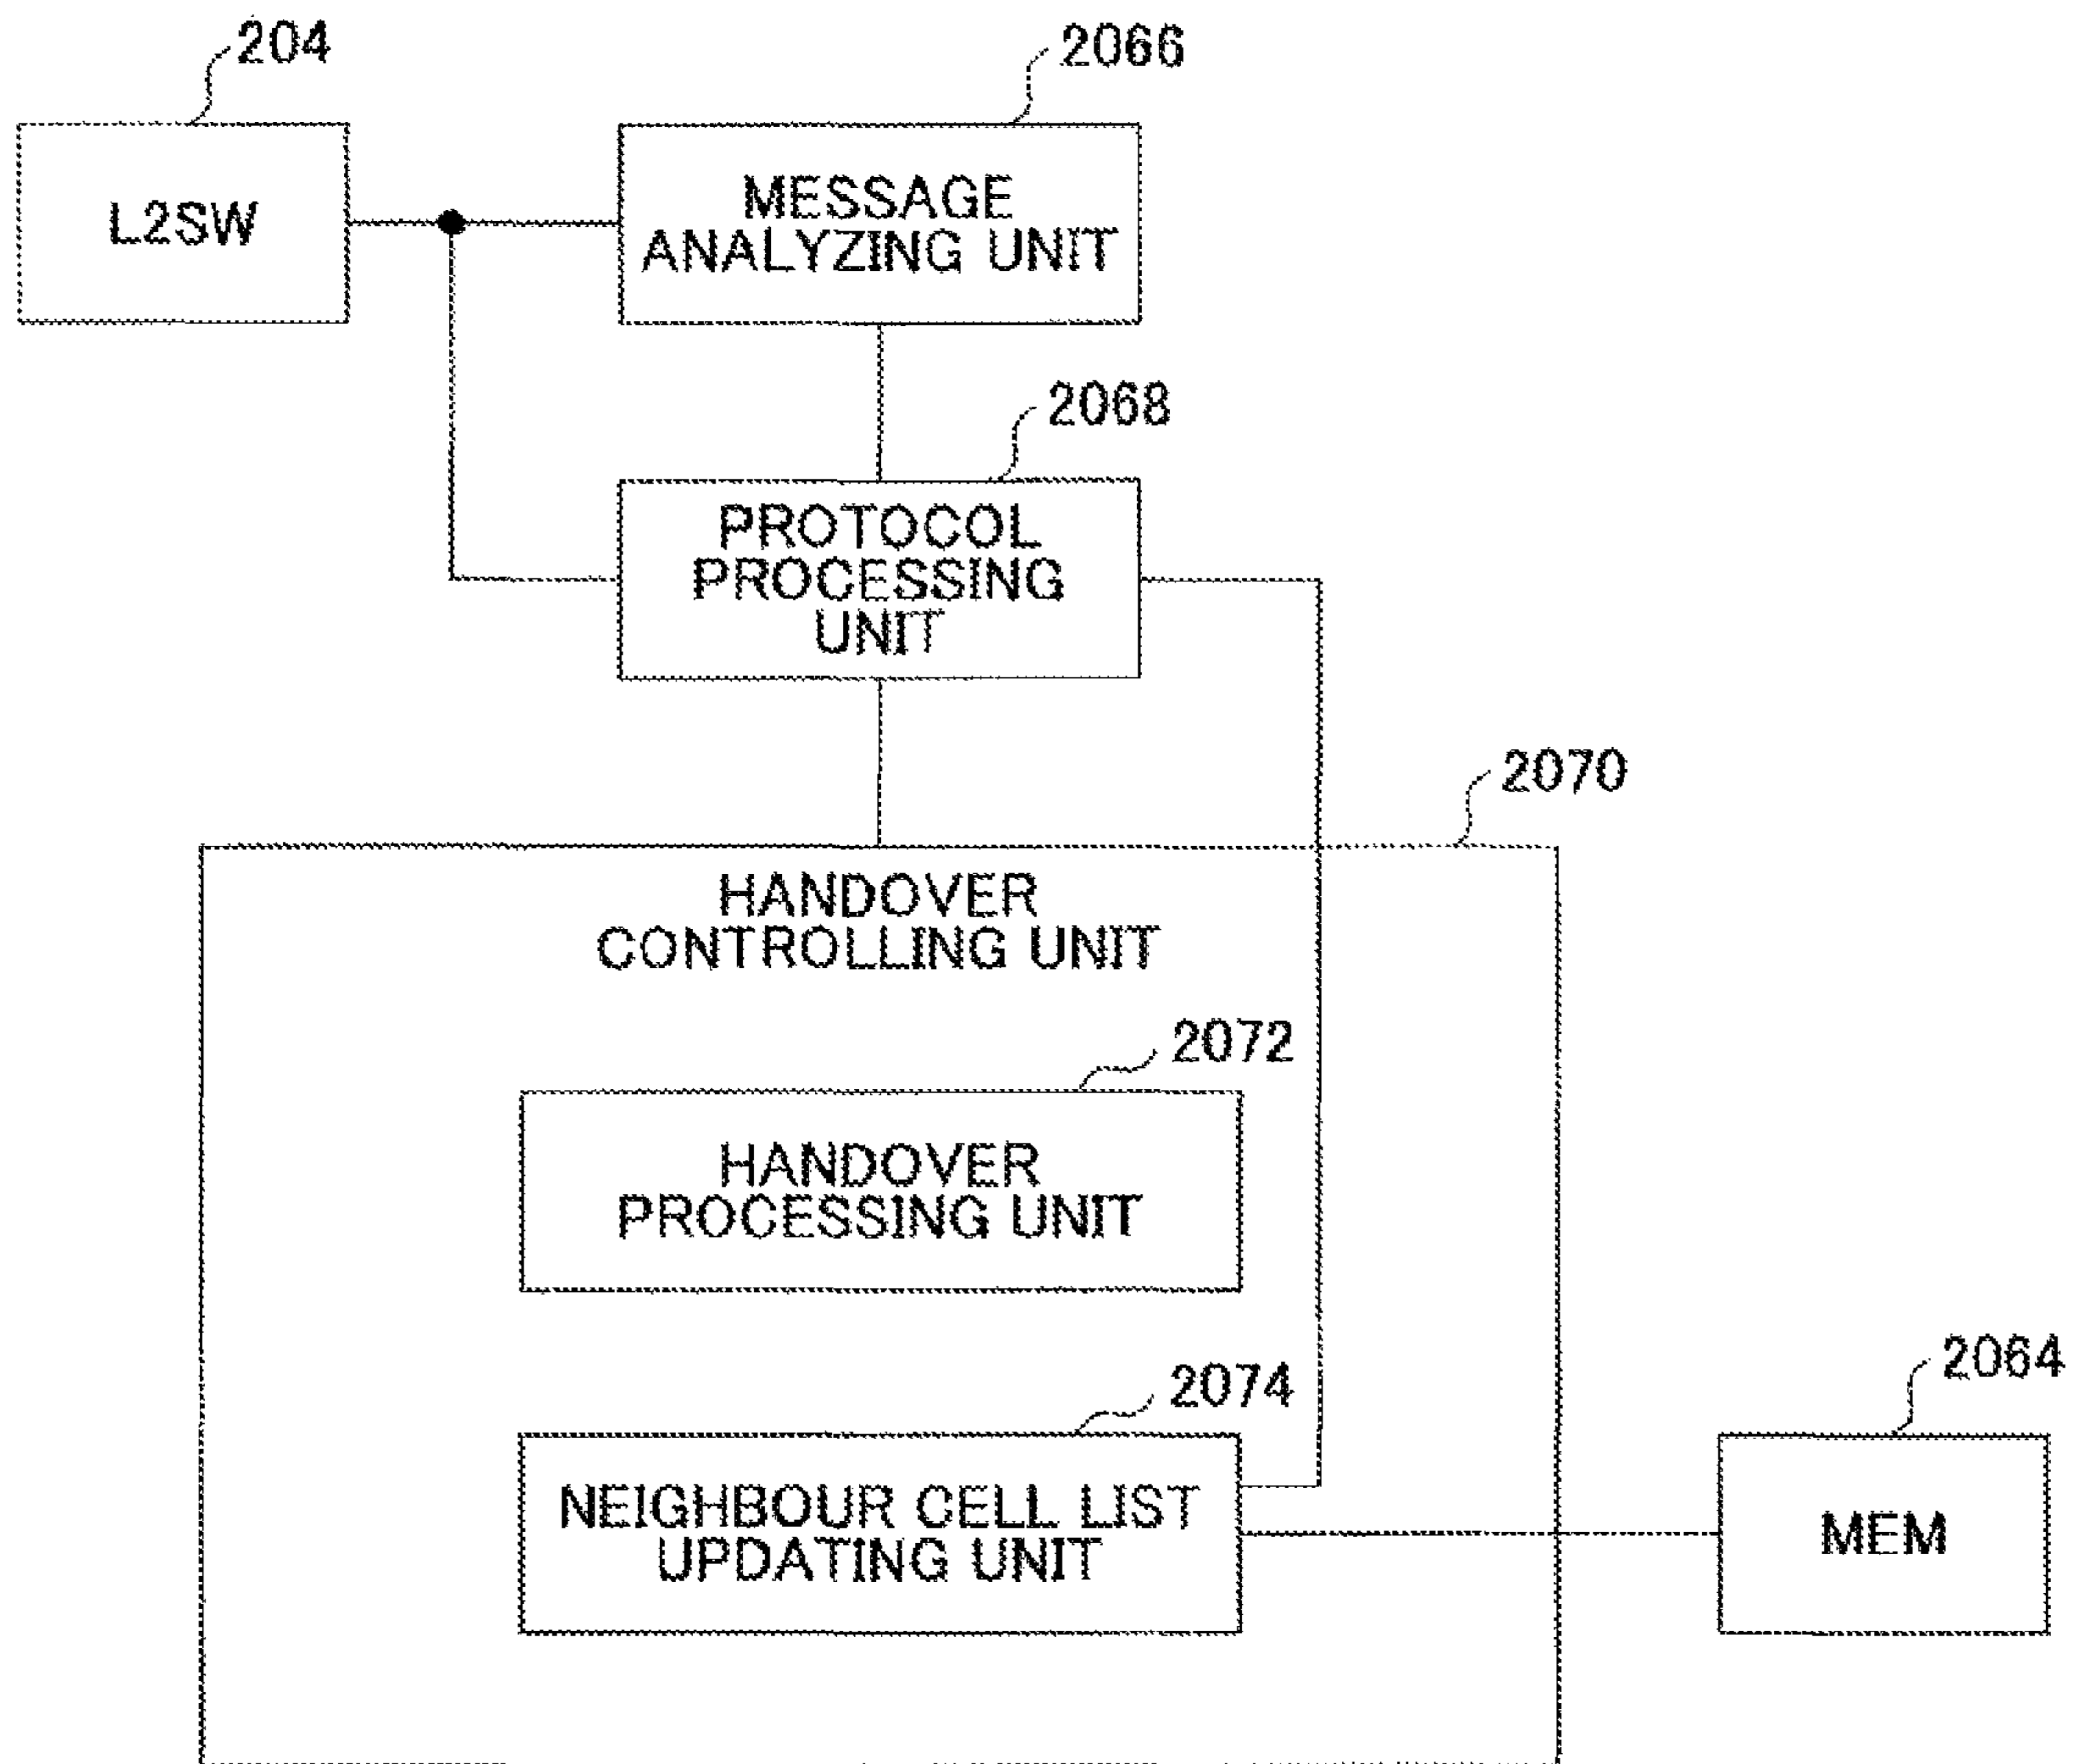 204
2066
L2SW
MESSAGE
ANALYZING UNIT
2068
PROTOCOL
PROCESSING
UNIT
2070
HANDOVER
CONTROLLING UNIT
2072
HANDOVER
PROCESSING UNIT
2074
2064
NEIGHBOUR CELL LIST
UPDATING UNIT
MEM